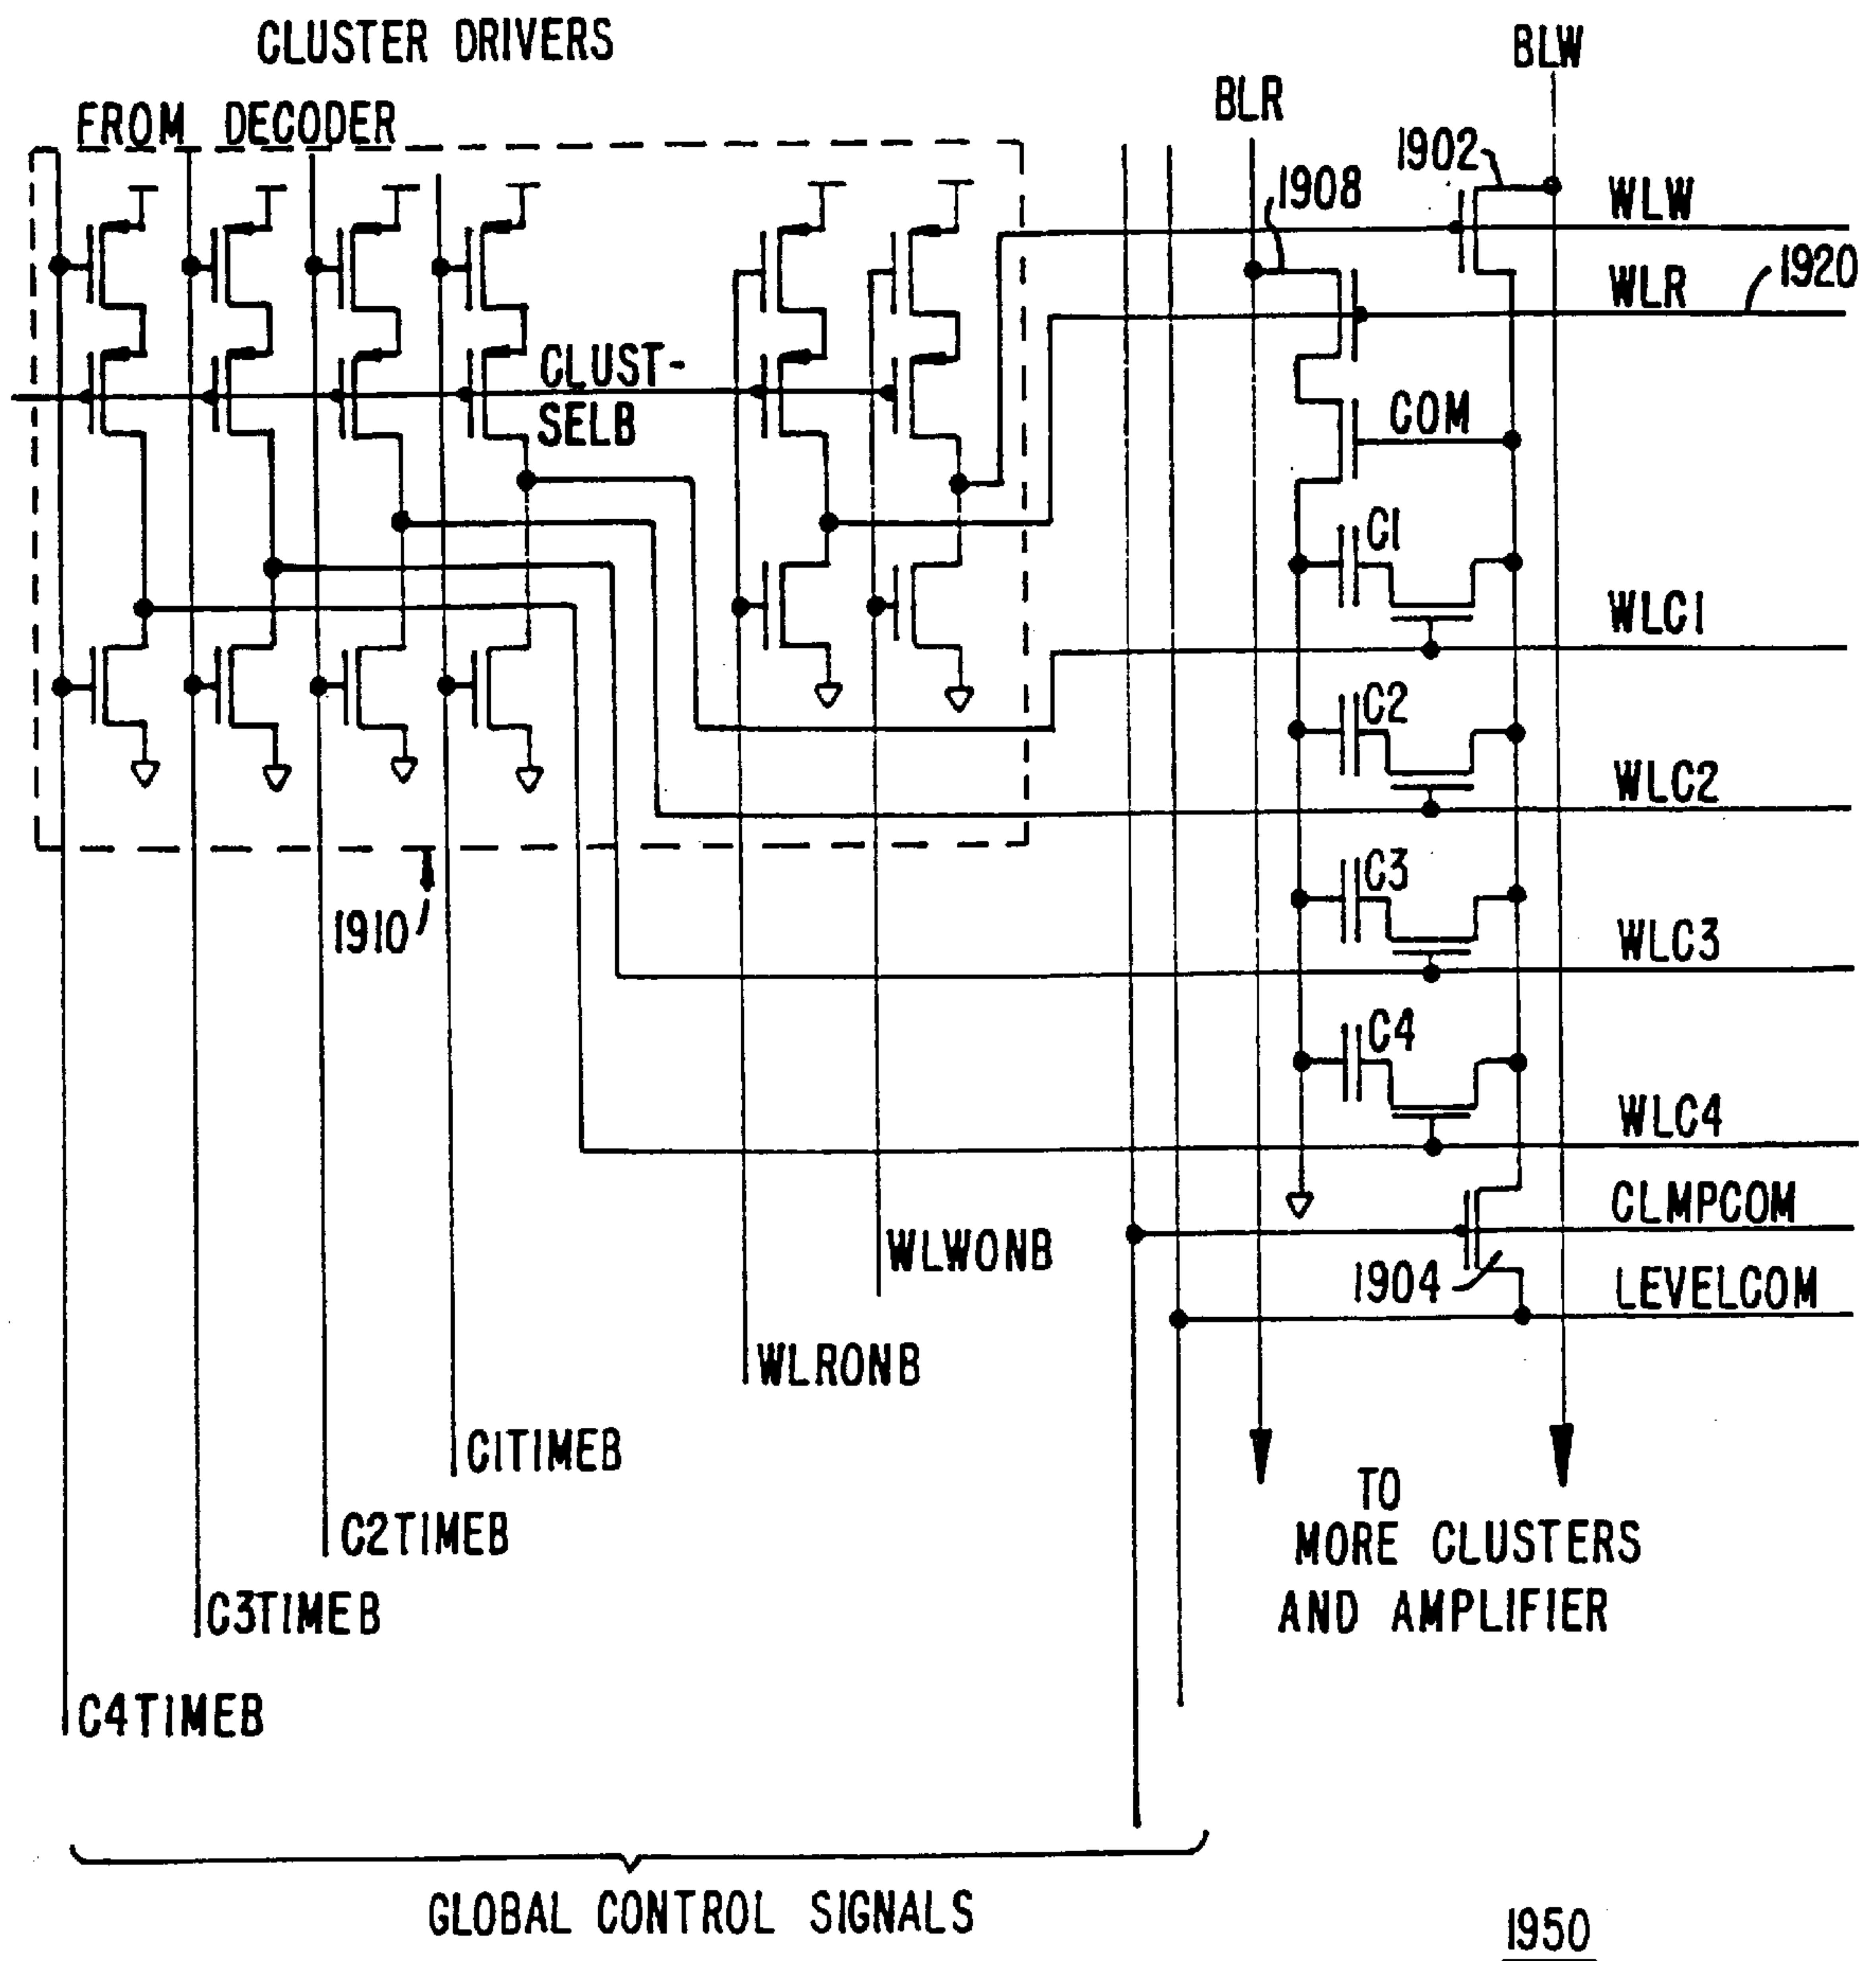 CLUSTER DRIVERS
FROM DECODER
BLR
BLW
1902
1908
WLW
WLR
1920
CLUST-
SELB
COM
C1
WLC1
C2
WLC2
C3
WLC3
1910
C4
WLC4
CLMPCOM
1904
LEVELCOM
WLWONB
WLRONB
C1TIMEB
C2TIMEB
C3TIMEB
C4TIMEB
TO
MORE CLUSTERS
AND AMPLIFIER
GLOBAL CONTROL SIGNALS
1950